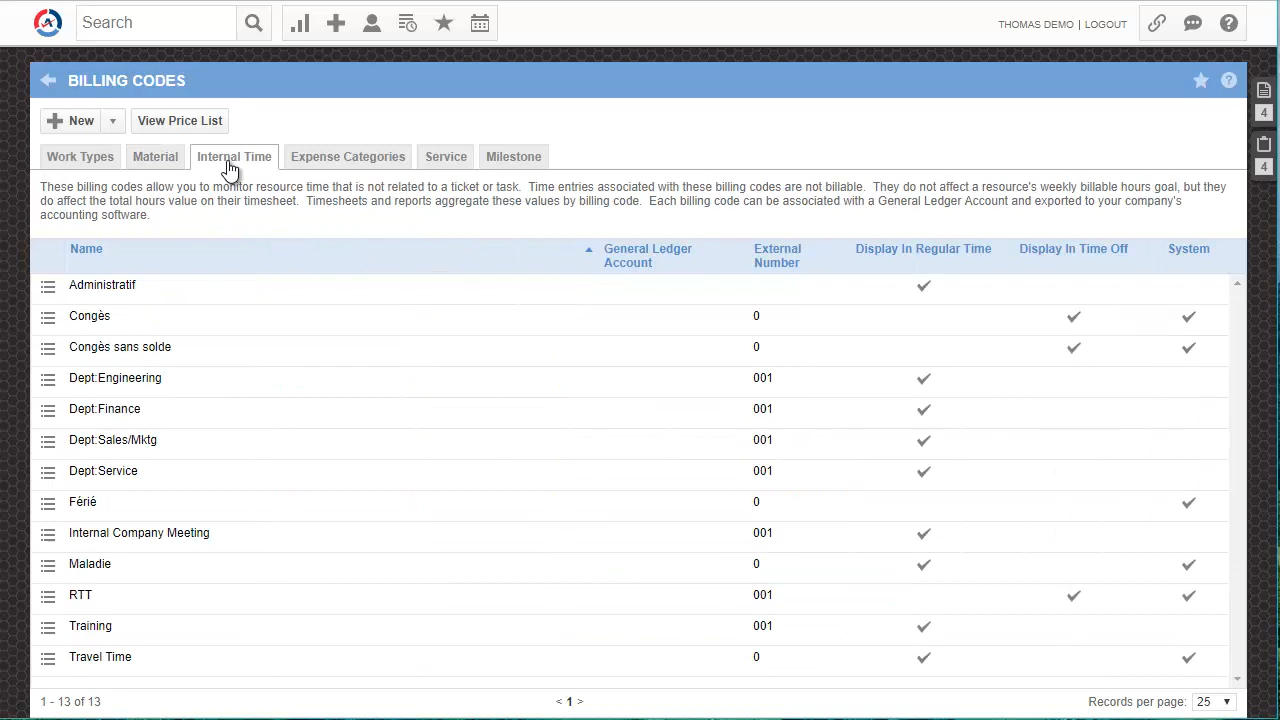 Search
THOMAS DEMO | LOGOUT
BILLING CODES
New
View Price List
Work Types
Material
Internal Time
Expense Categories
Service
Milestone
These billing codes allow you to monitor resource time that is not related to a ticket or task. Time entries associated with these billing codes are not billable. They do not affect a resource's weekly billable hours goal, but they
do affect the total hours value on their timesheet. Timesheets and reports aggregate these values by billing code. Each billing code can be associated with a General Ledger Account and exported to your company's
accounting software.
Name
General Ledger
Account
External
Number
Display In Regular Time
Display In Time Off
System
Administratif
Congès 0
Congès sans solde 0
Dept:Engineering 001
Dept:Finance 001
Dept:Sales/Mktg 001
Dept:Service 001
Férié 0
Internal Company Meeting 001
Maladie 0
RTT 001
Training 001
Travel Time 0
1 - 13 of 13
< 1 >
Records per page: 25
4
4